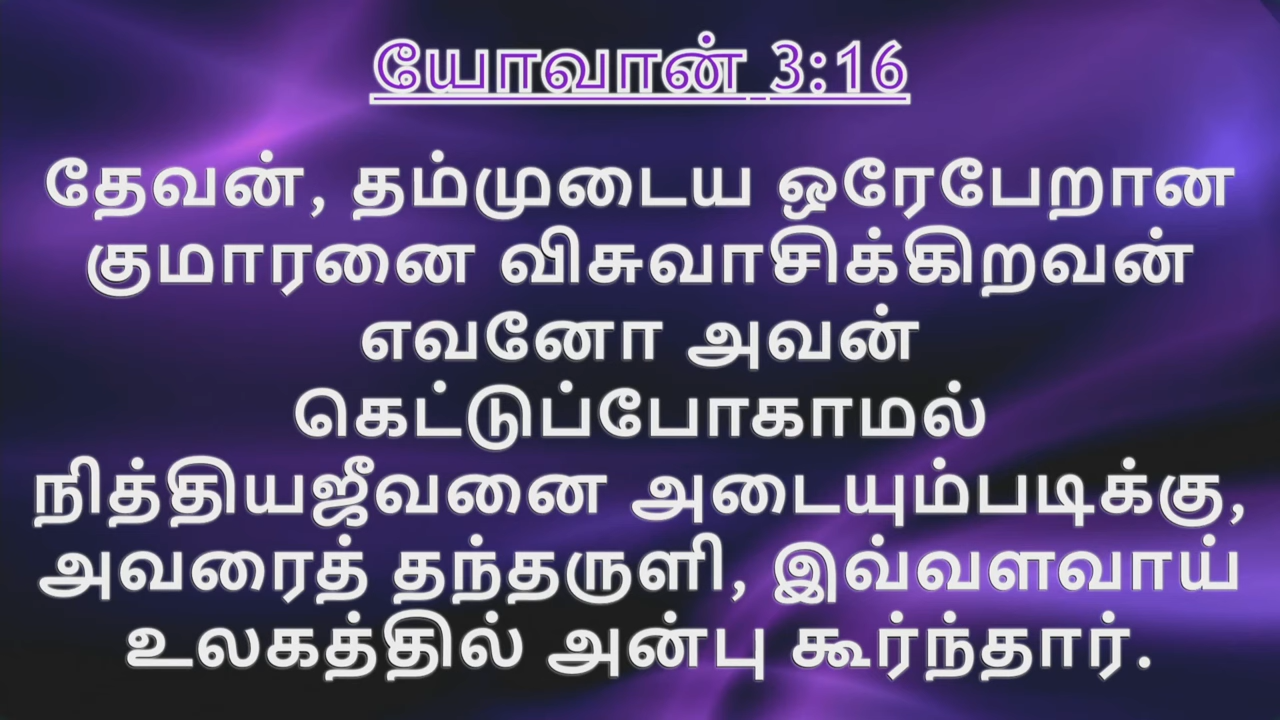 யோவான் 3:16
தேவன், தம்முடைய ஒரேபேறான
குமாரனை விசுவாசிக்கிறவன்
எவனோ அவன்
கெட்டுப்போகாமல்
நித்தியஜீவனை அடையும்படிக்கு,
அவரைத் தந்தருளி, இவ்வளவாய்
உலகத்தில் அன்பு கூர்ந்தார்.